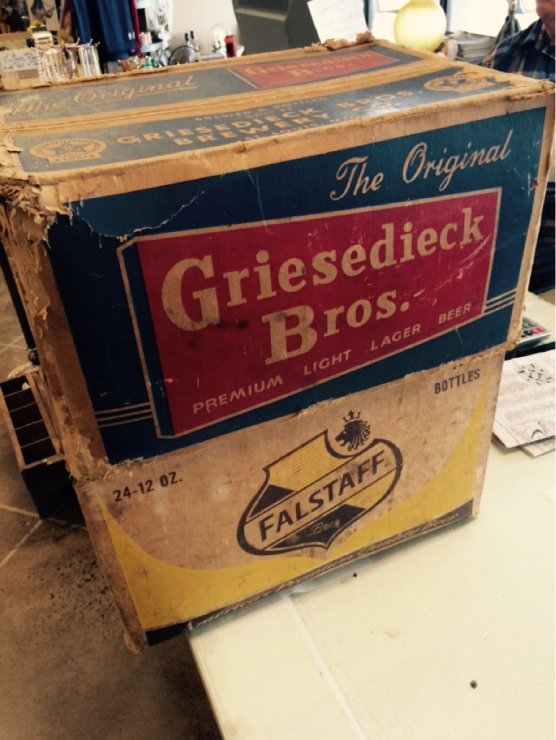 The Original
Griesedieck
Bros.
GRIESEDIECK BROS.
BREWERY
The Original
Griesedieck
Bros.
PREMIUM LIGHT LAGER BEER
BOTTLES
24-12 OZ.
FALSTAFF
Beer